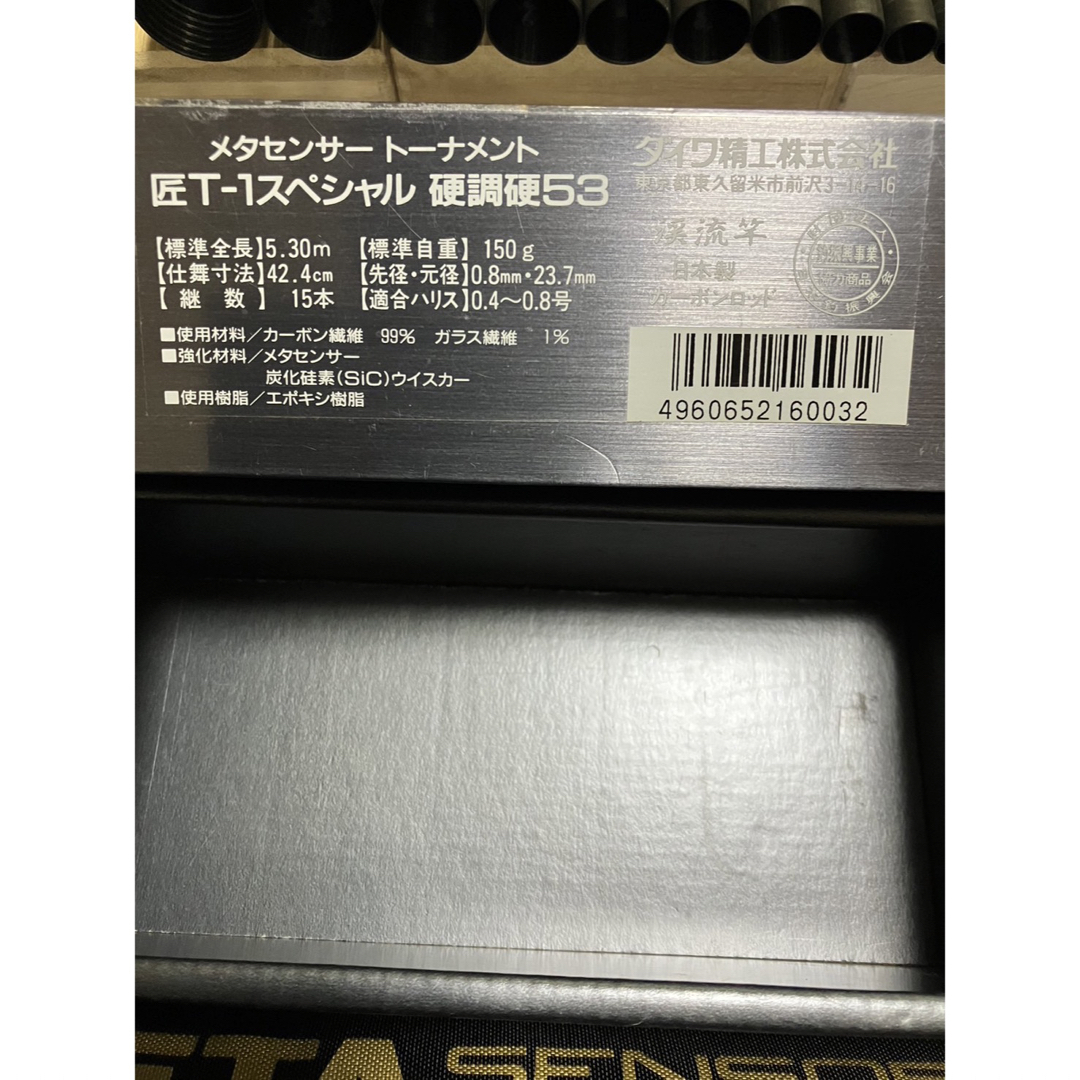 メタセンサー トーナメント
匠T-1スペシャル 硬調硬53
【標準全長】5.30m 【標準自重】 150g
【仕舞寸法】42.4cm 【先径・元径】0.8mm・23.7mm
【 継 数 】 15本 【適合ハリス】0.4〜0.8号
■使用材料/カーボン繊維 99% ガラス繊維 1%
■強化材料/メタセンサー
炭化硅素(SiC)ウイスカー
■使用樹脂/エポキシ樹脂
ダイワ精工株式会社
東京都東久留米市前沢3-14-16
渓流竿
日本製
カーボンロッド
4960652160032
SENSOR